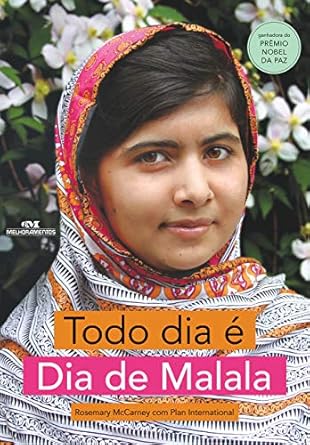 ganhadora do
PRÊMIO
NOBEL
DA PAZ
MELHORAMENTOS
Todo dia é
Dia de Malala
Rosemary McCarney com Plan International